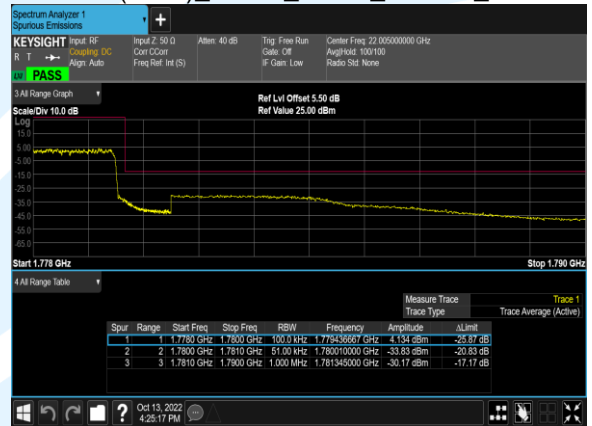 Spectrum Analyzer 1
Spurious Emissions
KEYSIGHT Input: RF Input Z: 50 Ω Atten: 40 dB Trig: Free Run Center Freq: 22.005000000 GHz
R T Coupling: DC Corr CCorr Gate: Off Avg|Hold: 100/100
Align: Auto Freq Ref: Int (S) IF Gain: Low Radio Std: None
PASS
3 All Range Graph
Ref Lvl Offset 5.50 dB
Scale/Div 10.0 dB Ref Value 25.00 dBm
Log
15.0
5.00
-5.00
-15.0
-25.0
-35.0
-45.0
-55.0
-65.0
Start 1.778 GHz Stop 1.790 GHz
4 All Range Table
Measure Trace Trace 1
Trace Type Trace Average (Active)
Spur Range Start Freq Stop Freq RBW Frequency Amplitude ΔLimit
1 1 1.7780 GHz 1.7800 GHz 100.0 kHz 1.779436667 GHz 4.134 dBm -25.87 dB
2 2 1.7800 GHz 1.7810 GHz 51.00 kHz 1.780010000 GHz -33.83 dBm -20.83 dB
3 3 1.7810 GHz 1.7900 GHz 1.000 MHz 1.781345000 GHz -30.17 dBm -17.17 dB
? Oct 13, 2022
4:25:17 PM